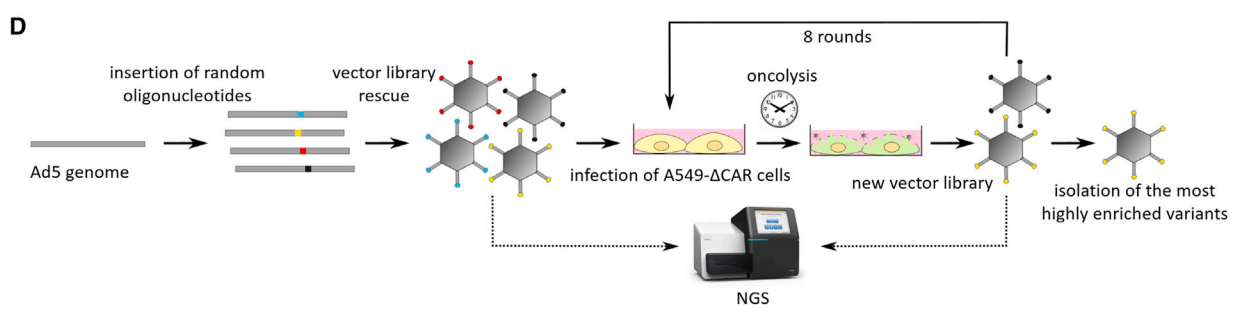 D
8 rounds
insertion of random
oligonucleotides
vector library
rescue
oncolysis
Ad5 genome
infection of A549-ΔCAR cells
new vector library
isolation of the most
highly enriched variants
NGS